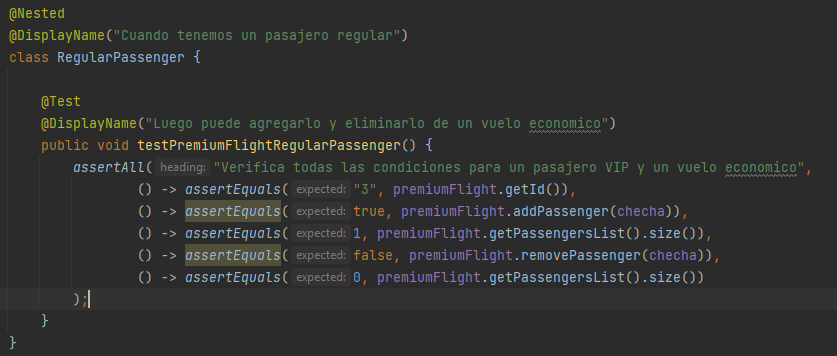 @Nested
@DisplayName("Cuando tenemos un pasajero regular")
class RegularPassenger {
@Test
@DisplayName("Luego puede agregarlo y eliminarlo de un vuelo economico")
public void testPremiumFlightRegularPassenger() {
assertAll( heading: "Verifica todas las condiciones para un pasajero VIP y un vuelo economico",
() -> assertEquals( expected: "3", premiumFlight.getId()),
() -> assertEquals( expected: true, premiumFlight.addPassenger(checha)),
() -> assertEquals( expected: 1, premiumFlight.getPassengersList().size()),
() -> assertEquals( expected: false, premiumFlight.removePassenger(checha)),
() -> assertEquals( expected: 0, premiumFlight.getPassengersList().size())
);
}
}